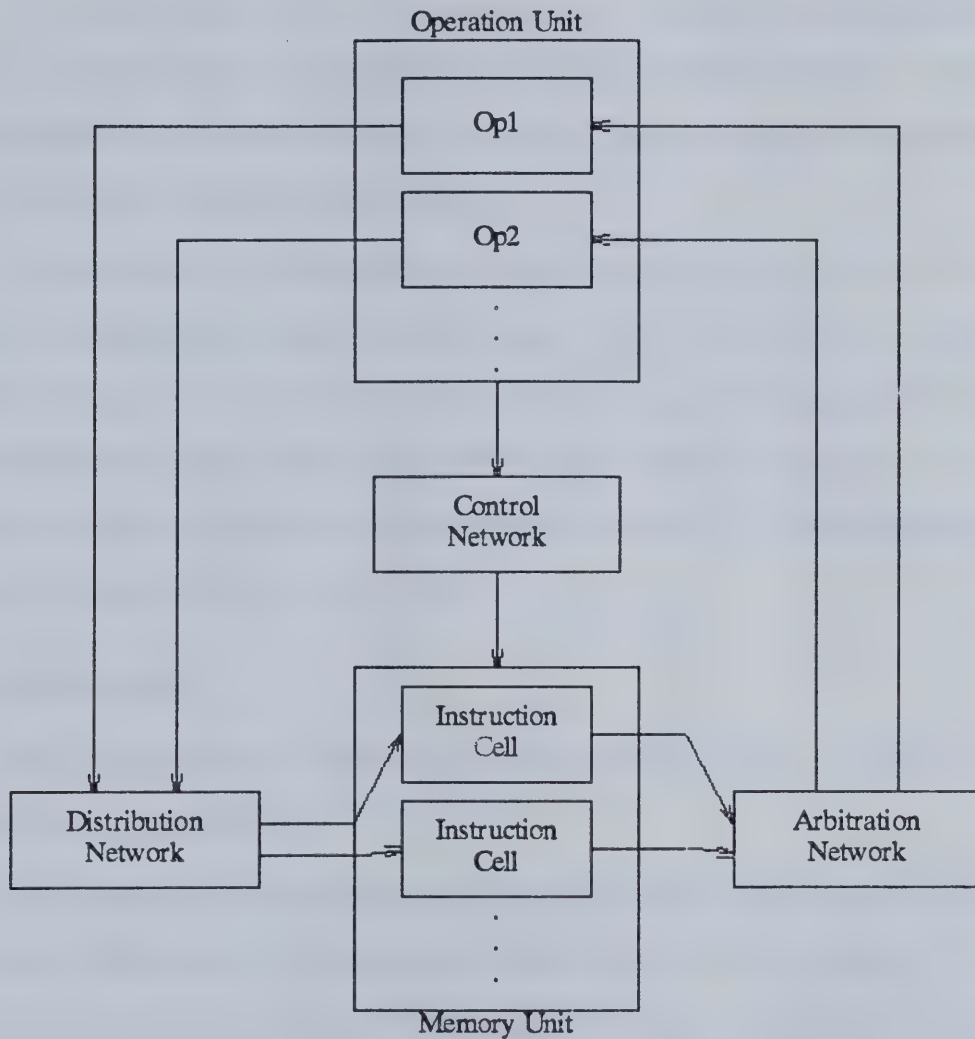 Operation Unit
Op1
Op2
Control
Network
Instruction
Cell
Distribution
Network
Instruction
Cell
Arbitration
Network
Memory Unit